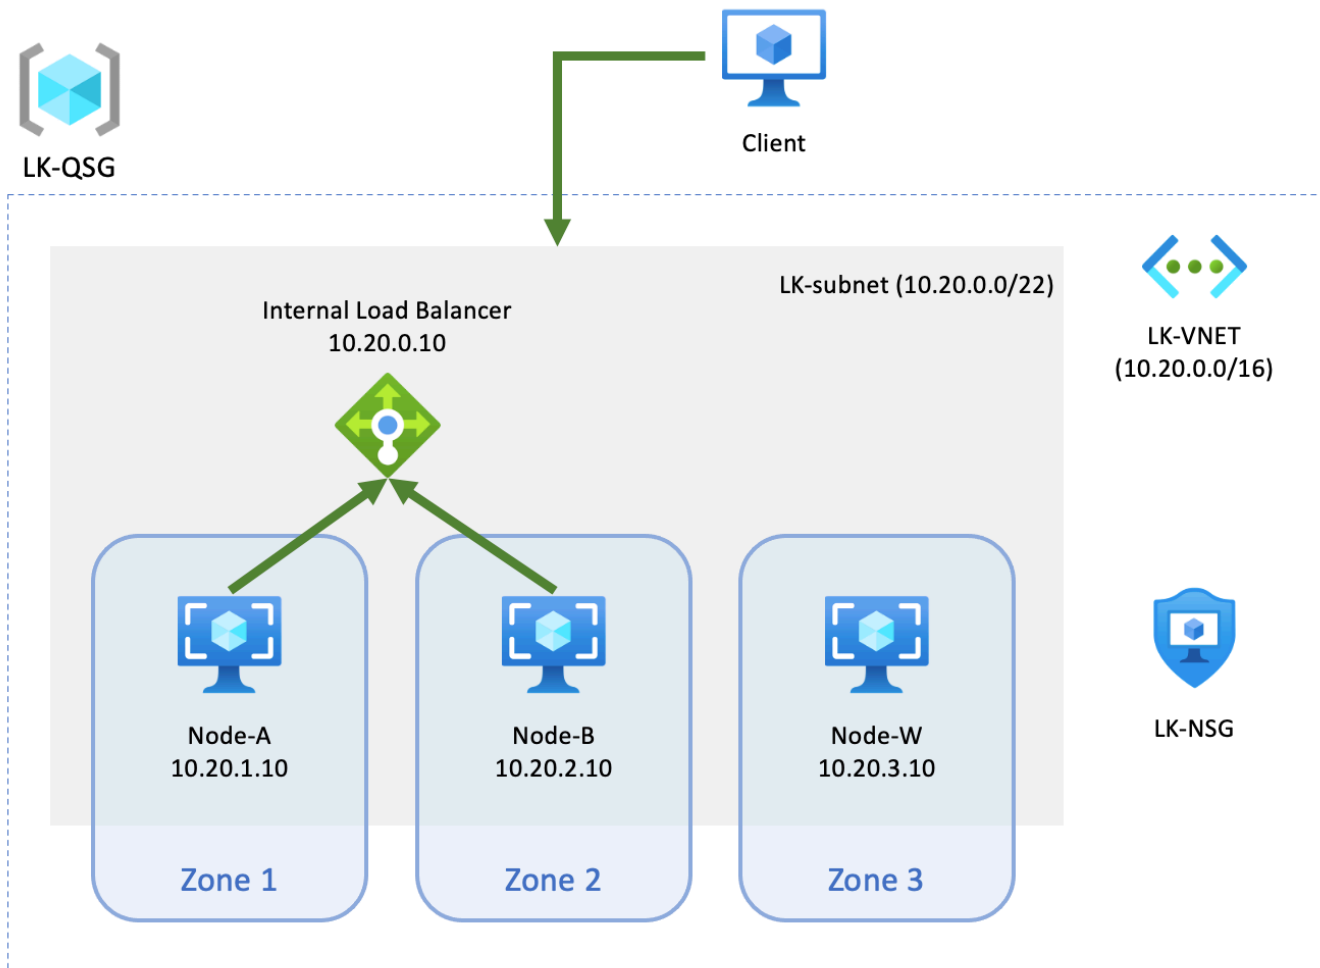 Client
LK-QSG
LK-subnet (10.20.0.0/22)
Internal Load Balancer
10.20.0.10
LK-VNET
(10.20.0.0/16)
Node-A
10.20.1.10
Node-B
10.20.2.10
Node-W
10.20.3.10
LK-NSG
Zone 1
Zone 2
Zone 3